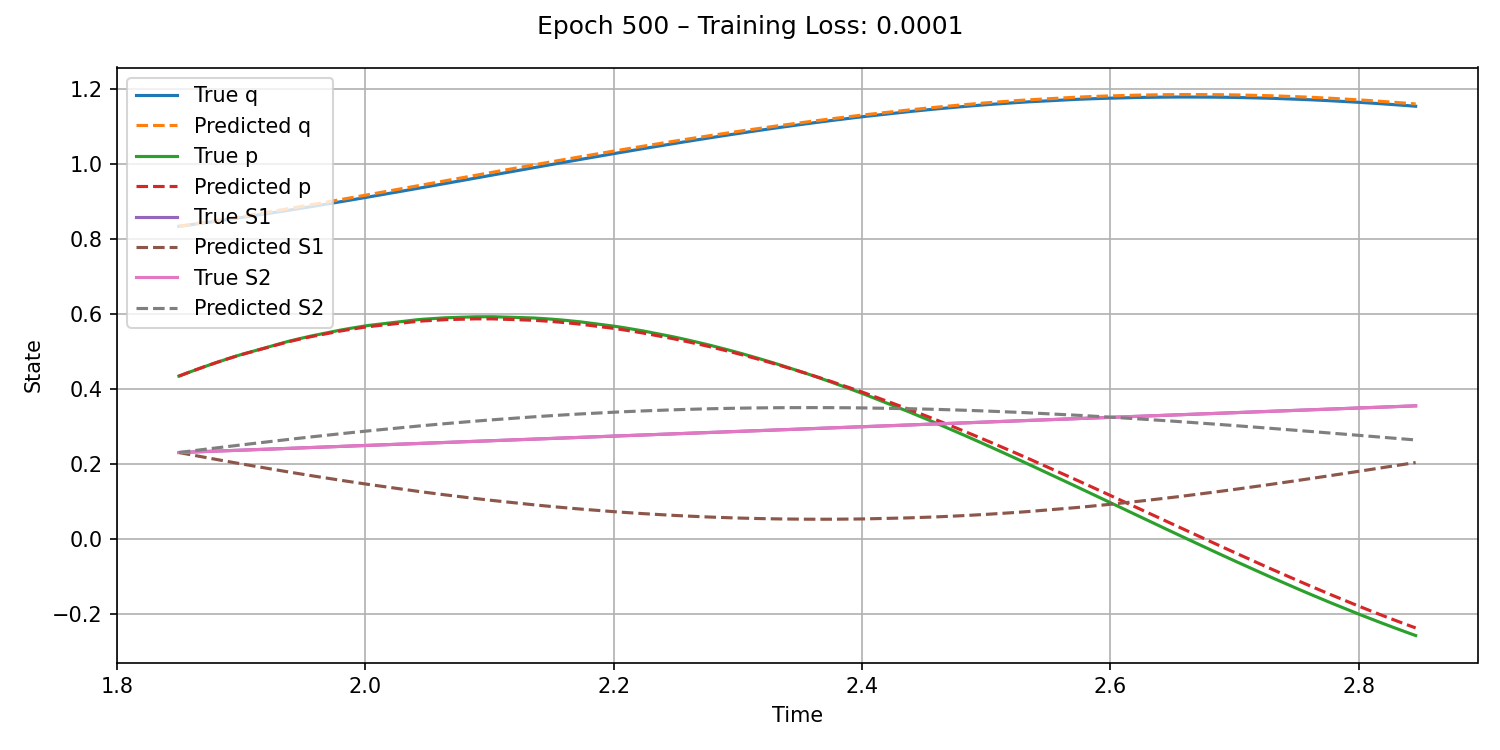 Epoch 500 – Training Loss: 0.0001
1.2
1.0
0.8
0.6
0.4
0.2
0.0
−0.2
State
True q
Predicted q
True p
Predicted p
True S1
Predicted S1
True S2
Predicted S2
1.8 2.0 2.2 2.4 2.6 2.8
Time